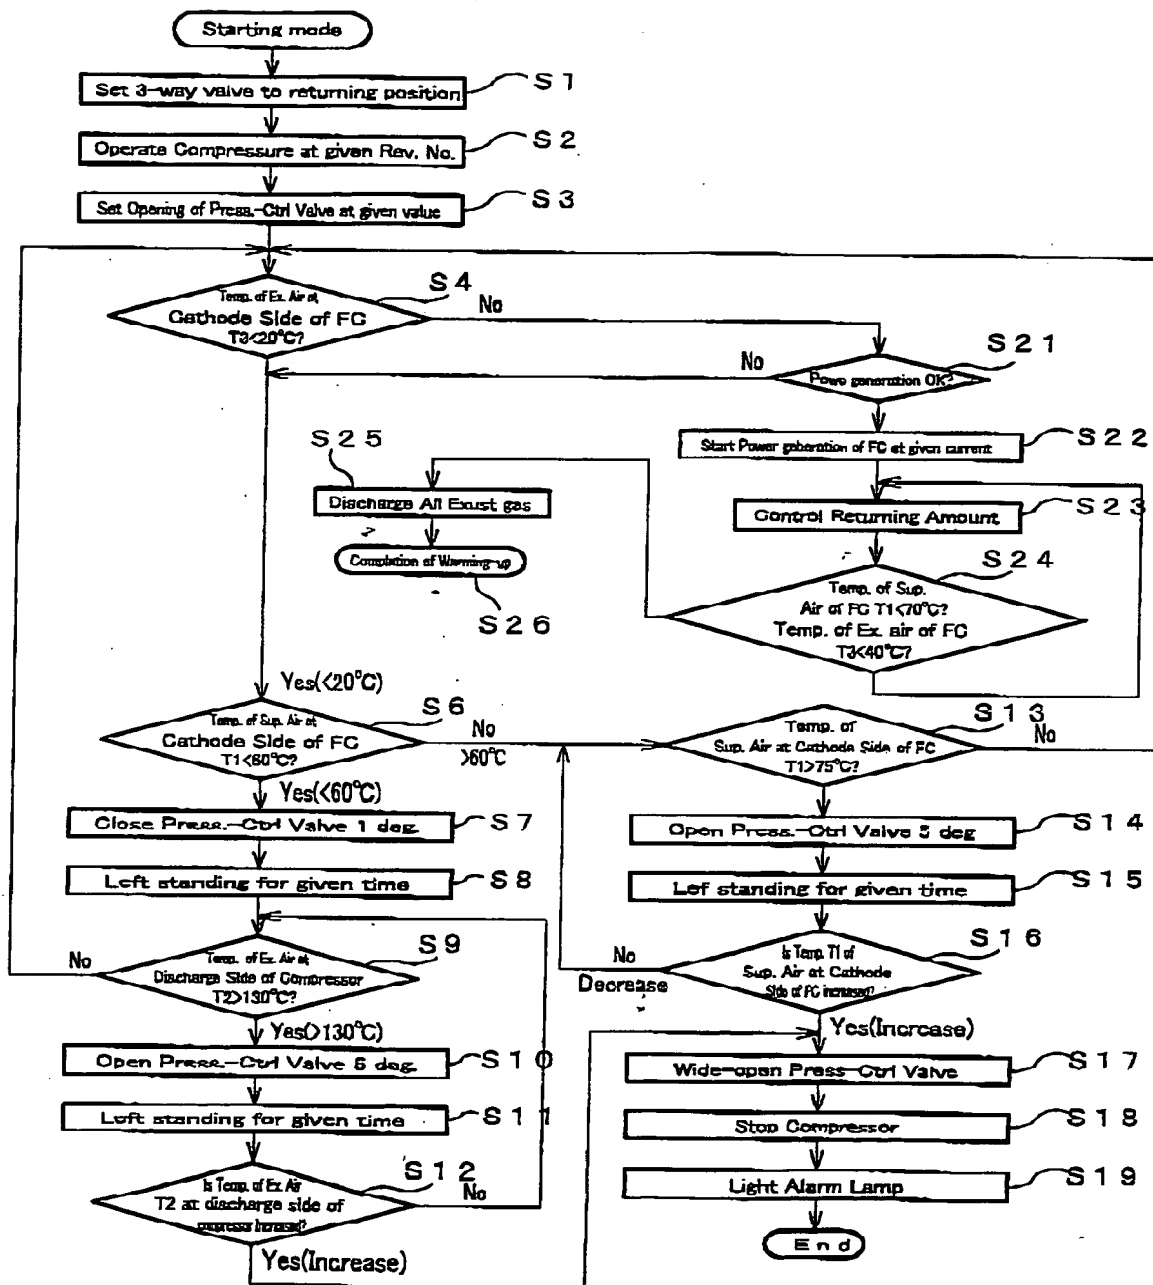 Starting mode
S1
Set 3-way valve to returning position
S2
Operate Compressure at given Rev. No.
S3
Set Opening of Press.-Ctrl Valve at given value
S4
Temp. of Ex. Air at
Cathode Side of FC
T3<20°C?
No
S21
Powe generation OK?
No
S22
Start Power geberation of FC at given current
S25
Discharge All Exust gas
S23
Control Returning Amount
Completion of Warming-up
S26
S24
Temp. of Sup.
Air of FC T1<70°C?
Temp. of Ex. air of FC
T3<40°C?
Yes(<20°C)
S6
Temp. of Sup. Air at
Cathode Side of FC
T1<60°C?
No
>60°C
S13
Temp. of
Sup. Air at Cathode Side of FC
T1>75°C?
No
Yes(<60°C)
S7
Close Press.-Ctrl Valve 1 deg.
S14
Open Press.-Ctrl Valve 5 deg
S8
Left standing for given time
S15
Lef standing for given time
S9
Temp. of Ex. Air at
Discharge Side of Compressor
T2>130°C?
No
S16
Is Temp. T1 of
Sup. Air at Cathode
Side of FC increased?
No
Decrease
Yes(>130°C)
Yes(Increase)
S10
Open Press.-Ctrl Valve 5 deg.
S17
Wide-open Press-Ctrl Valve
S11
Left standing for given time
S18
Stop Compressor
S12
Is Temp. of Ex. Air
T2 at discharge side of
compressor increased?
No
S19
Light Alarm Lamp
Yes(Increase)
End